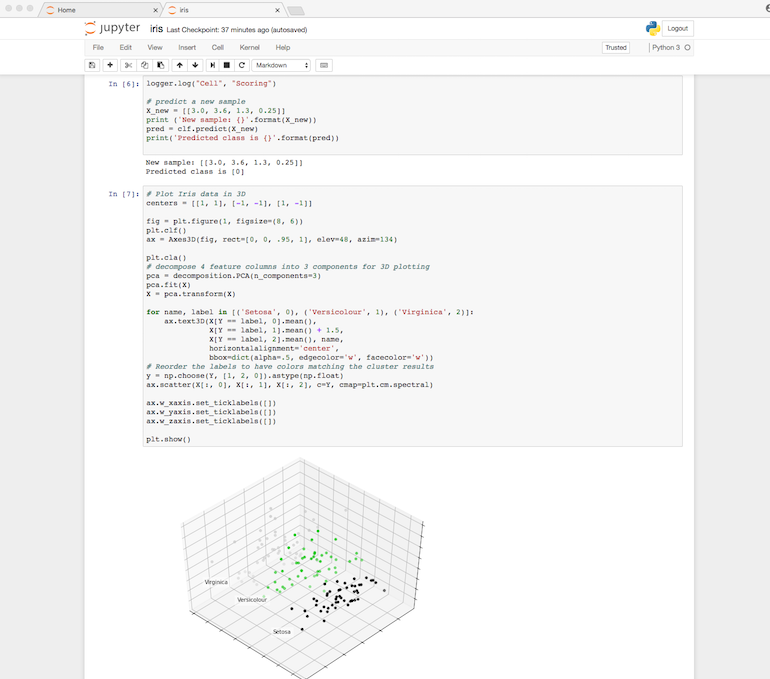 Home
iris
jupyter iris Last Checkpoint: 37 minutes ago (autosaved)
Logout
File Edit View Insert Cell Kernel Help
Trusted
Python 3
Markdown
In [6]: logger.log("Cell", "Scoring")
# predict a new sample
X_new = [[3.0, 3.6, 1.3, 0.25]]
print ('New sample: {}'.format(X_new))
pred = clf.predict(X_new)
print('Predicted class is {}'.format(pred))
New sample: [[3.0, 3.6, 1.3, 0.25]]
Predicted class is [0]
In [7]: # Plot Iris data in 3D
centers = [[1, 1], [-1, -1], [1, -1]]
fig = plt.figure(1, figsize=(8, 6))
plt.clf()
ax = Axes3D(fig, rect=[0, 0, .95, 1], elev=48, azim=134)
plt.cla()
# decompose 4 feature columns into 3 components for 3D plotting
pca = decomposition.PCA(n_components=3)
pca.fit(X)
X = pca.transform(X)
for name, label in [('Setosa', 0), ('Versicolour', 1), ('Virginica', 2)]:
ax.text3D(X[Y == label, 0].mean(),
X[Y == label, 1].mean() + 1.5,
X[Y == label, 2].mean(), name,
horizontalalignment='center',
bbox=dict(alpha=.5, edgecolor='w', facecolor='w'))
# Reorder the labels to have colors matching the cluster results
y = np.choose(Y, [1, 2, 0]).astype(np.float)
ax.scatter(X[:, 0], X[:, 1], X[:, 2], c=Y, cmap=plt.cm.spectral)
ax.w_xaxis.set_ticklabels([])
ax.w_yaxis.set_ticklabels([])
ax.w_zaxis.set_ticklabels([])
plt.show()
Virginica
Versicolour
Setosa